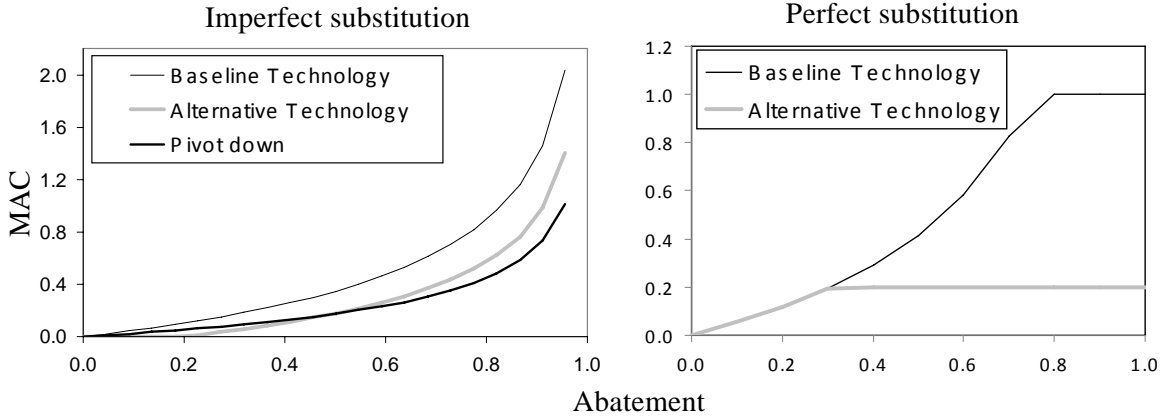 Imperfect substitution
2.0
1.6
1.2
0.8
0.4
0.0
0.0 0.2 0.4 0.6 0.8 1.0
Baseline Technology
Alternative Technology
Pivot down
MAC
Perfect substitution
1.2
1.0
0.8
0.6
0.4
0.2
0.0
0.0 0.2 0.4 0.6 0.8 1.0
Baseline Technology
Alternative Technology
Abatement